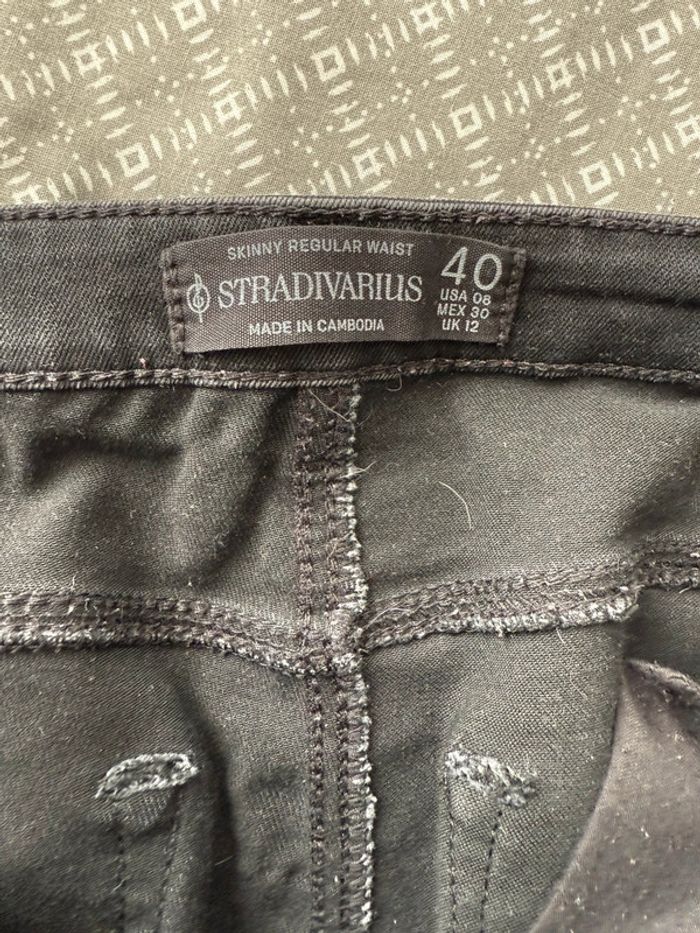 SKINNY REGULAR WAIST
STRADIVARIUS
MADE IN CAMBODIA
40
USA 08
MEX 30
UK 12